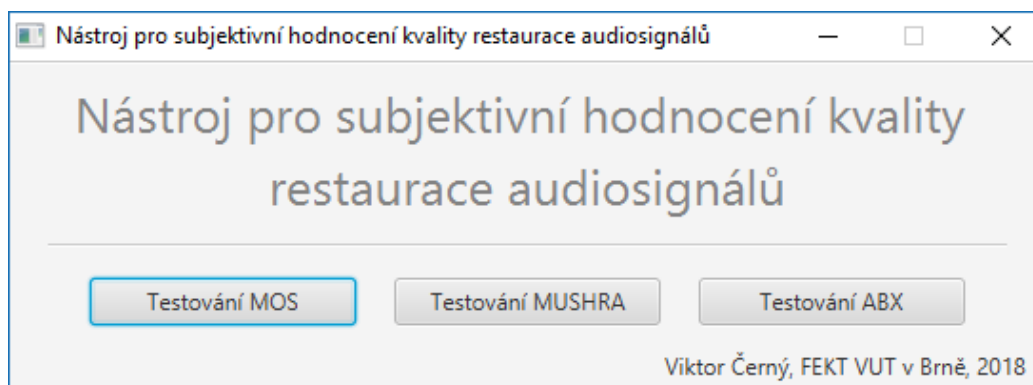 Nástroj pro subjektivní hodnocení kvality restaurace audiosignálů
Nástroj pro subjektivní hodnocení kvality
restaurace audiosignálů
Testování MOS
Testování MUSHRA
Testování ABX
Viktor Černý, FEKT VUT v Brně, 2018